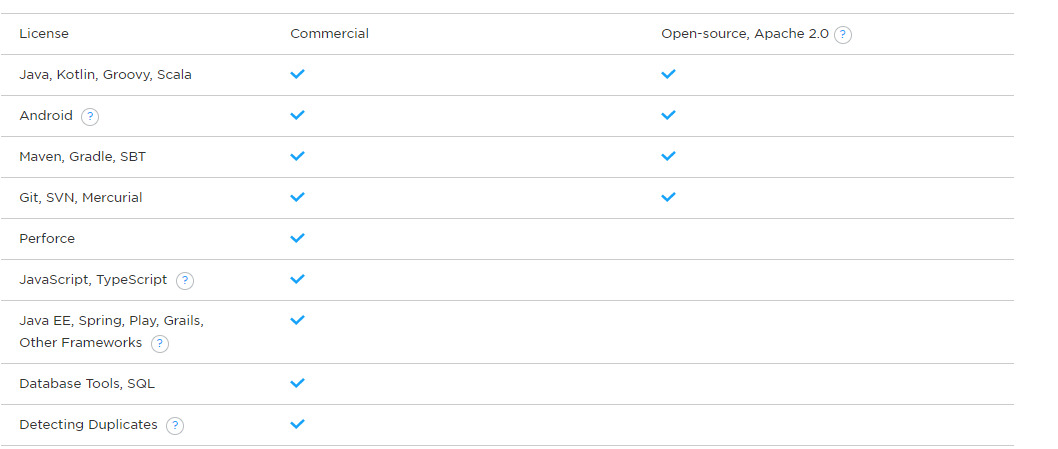 License Commercial Open-source, Apache 2.0 ?
Java, Kotlin, Groovy, Scala
Android ?
Maven, Gradle, SBT
Git, SVN, Mercurial
Perforce
JavaScript, TypeScript ?
Java EE, Spring, Play, Grails,
Other Frameworks ?
Database Tools, SQL
Detecting Duplicates ?